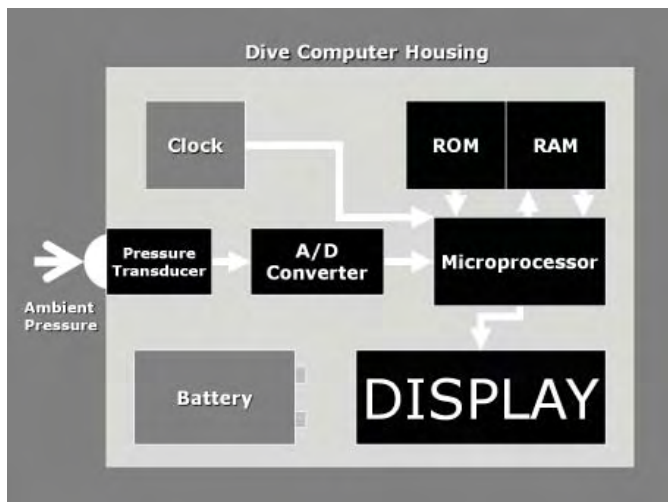 Dive Computer Housing
Clock
ROM
RAM
Pressure
Transducer
A/D
Converter
Microprocessor
Ambient
Pressure
Battery
DISPLAY